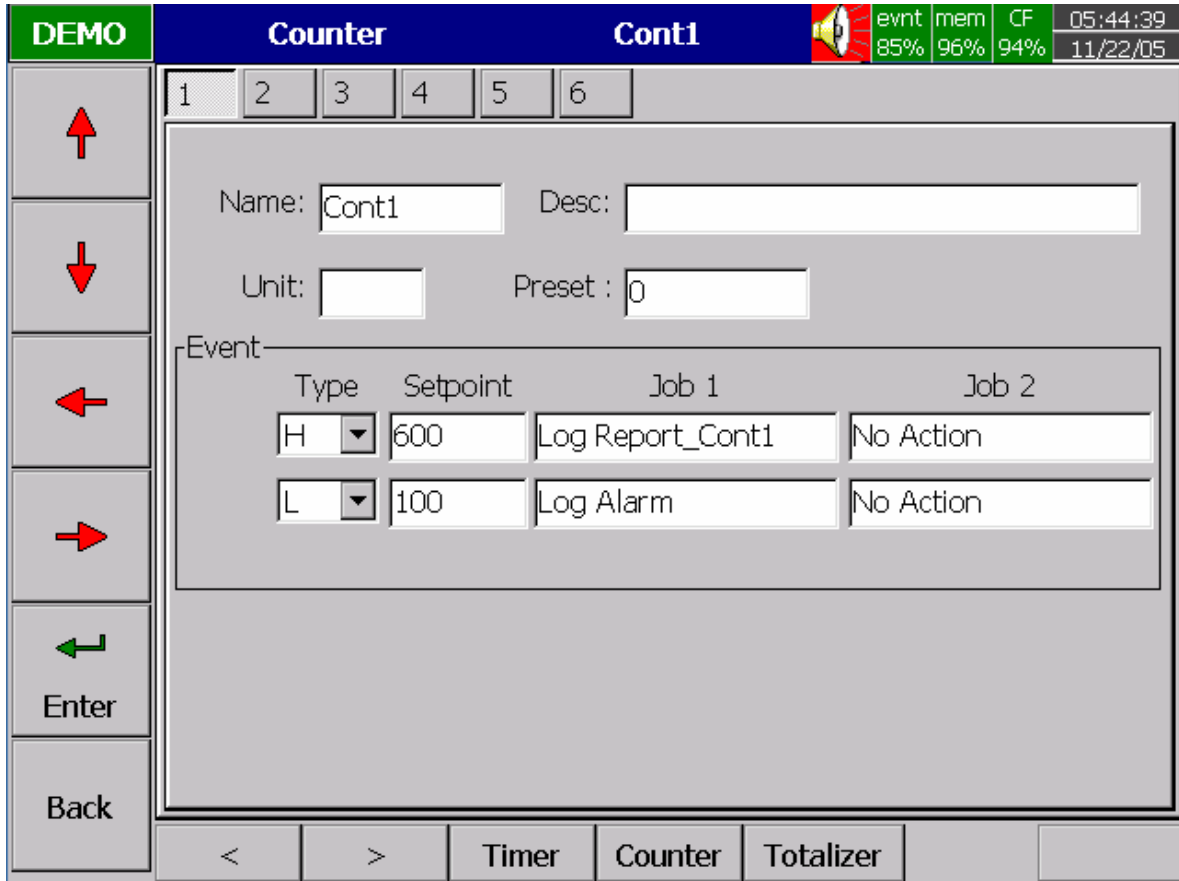 DEMO Counter Cont1 evnt mem CF 05:44:39
85% 96% 94% 11/22/05
1 2 3 4 5 6
Name: Cont1 Desc:
Unit: Preset : 0
Event
Type Setpoint Job 1 Job 2
H 600 Log Report_Cont1 No Action
L 100 Log Alarm No Action
Enter
Back
< > Timer Counter Totalizer